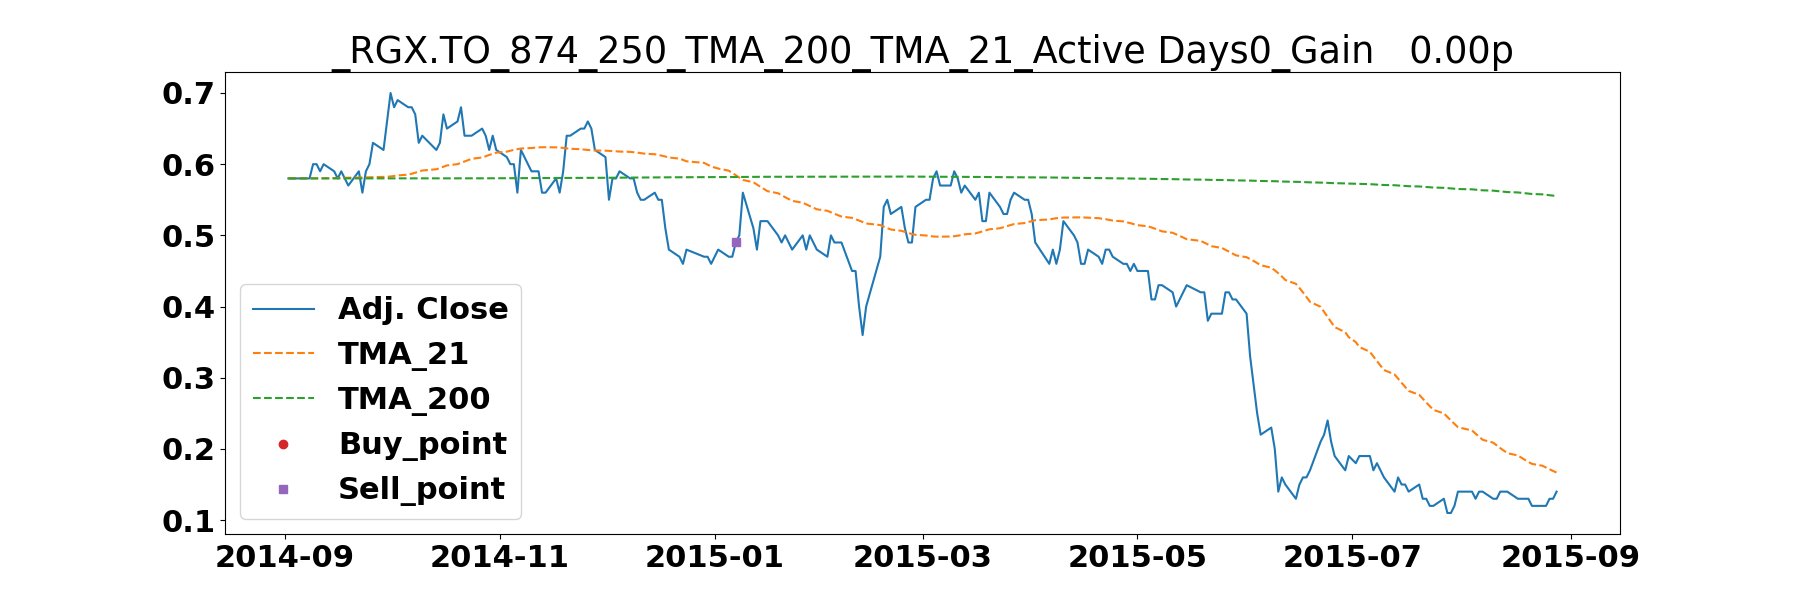 _RGX.TO_874_250_TMA_200_TMA_21_Active Days0_Gain   0.00p
0.7
0.6
0.5
0.4
0.3
0.2
0.1
Adj. Close
TMA_21
TMA_200
Buy_point
Sell_point
2014-09 2014-11 2015-01 2015-03 2015-05 2015-07 2015-09